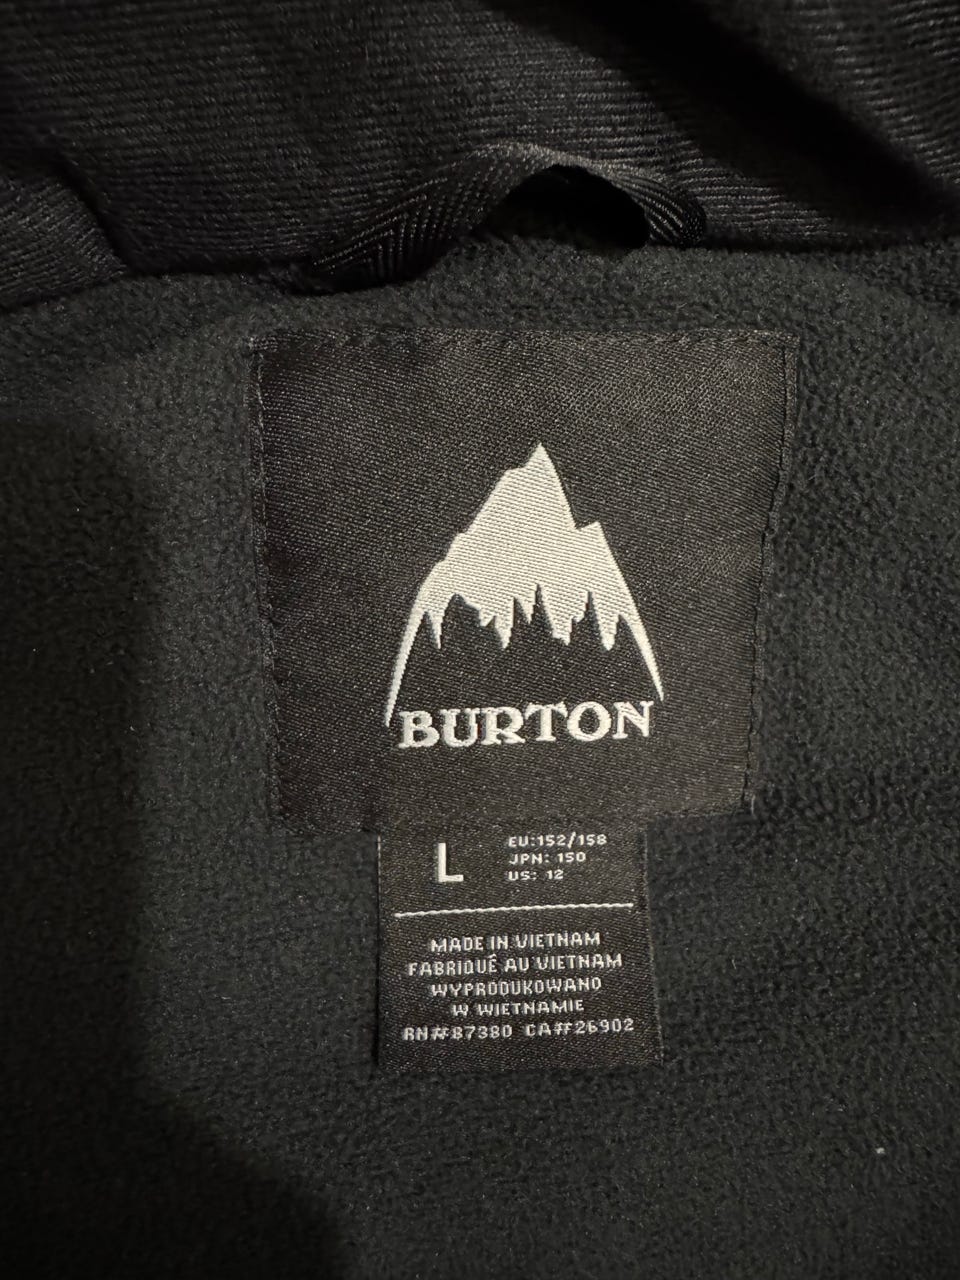 BURTON
L
EU:152/158
JPN: 150
US: 12
MADE IN VIETNAM
FABRIQUÉ AU VIETNAM
WYPRODUKOWANO
W WIETNAMIE
RN#87380 CA#26902